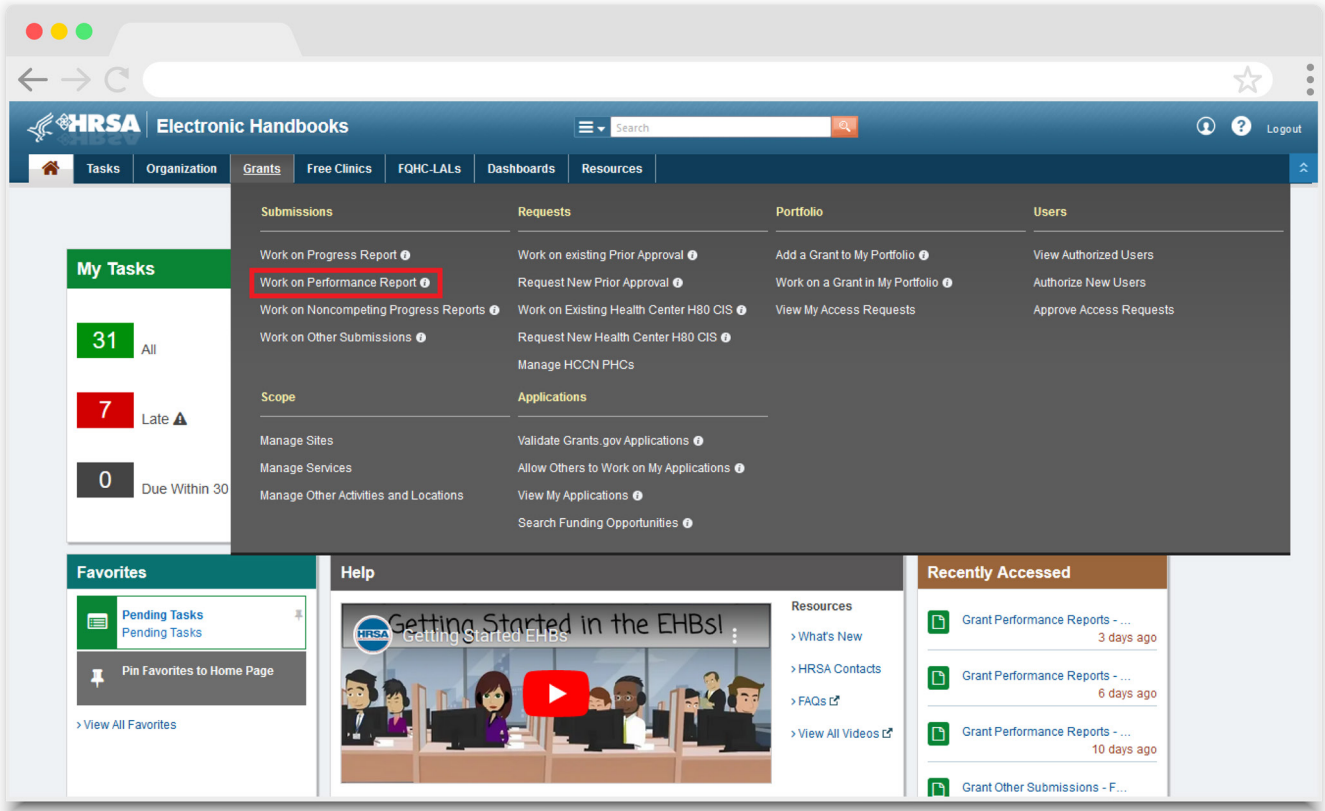 HRSA Electronic Handbooks
Search
Logout
Tasks Organization Grants Free Clinics FQHC-LALs Dashboards Resources
Submissions
Work on Progress Report
Work on Performance Report
Work on Noncompeting Progress Reports
Work on Other Submissions
Requests
Work on existing Prior Approval
Request New Prior Approval
Work on Existing Health Center H80 CIS
Request New Health Center H80 CIS
Manage HCCN PHCs
Portfolio
Add a Grant to My Portfolio
Work on a Grant in My Portfolio
View My Access Requests
Users
View Authorized Users
Authorize New Users
Approve Access Requests
Scope
Manage Sites
Manage Services
Manage Other Activities and Locations
Applications
Validate Grants.gov Applications
Allow Others to Work on My Applications
View My Applications
Search Funding Opportunities
My Tasks
31 All
7 Late
0 Due Within 30
Favorites
Pending Tasks
Pending Tasks
Pin Favorites to Home Page
> View All Favorites
Help
Getting Started in the EHBs!
HRSA
Getting Started EHBs
Resources
> What's New
> HRSA Contacts
> FAQs
> View All Videos
Recently Accessed
Grant Performance Reports - ...
3 days ago
Grant Performance Reports - ...
6 days ago
Grant Performance Reports - ...
10 days ago
Grant Other Submissions - F...